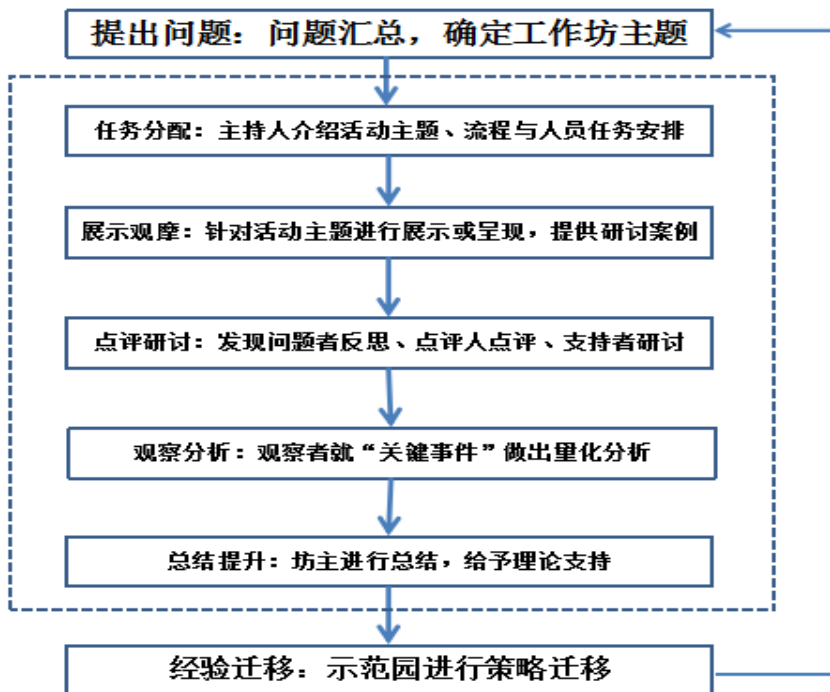 提出问题：问题汇总，确定工作坊主题
任务分配：主持人介绍活动主题、流程与人员任务安排
展示观摩：针对活动主题进行展示或呈现，提供研讨案例
点评研讨：发现问题者反思、点评人点评、支持者研讨
观察分析：观察者就“关键事件”做出量化分析
总结提升：坊主进行总结，给予理论支持
经验迁移：示范园进行策略迁移